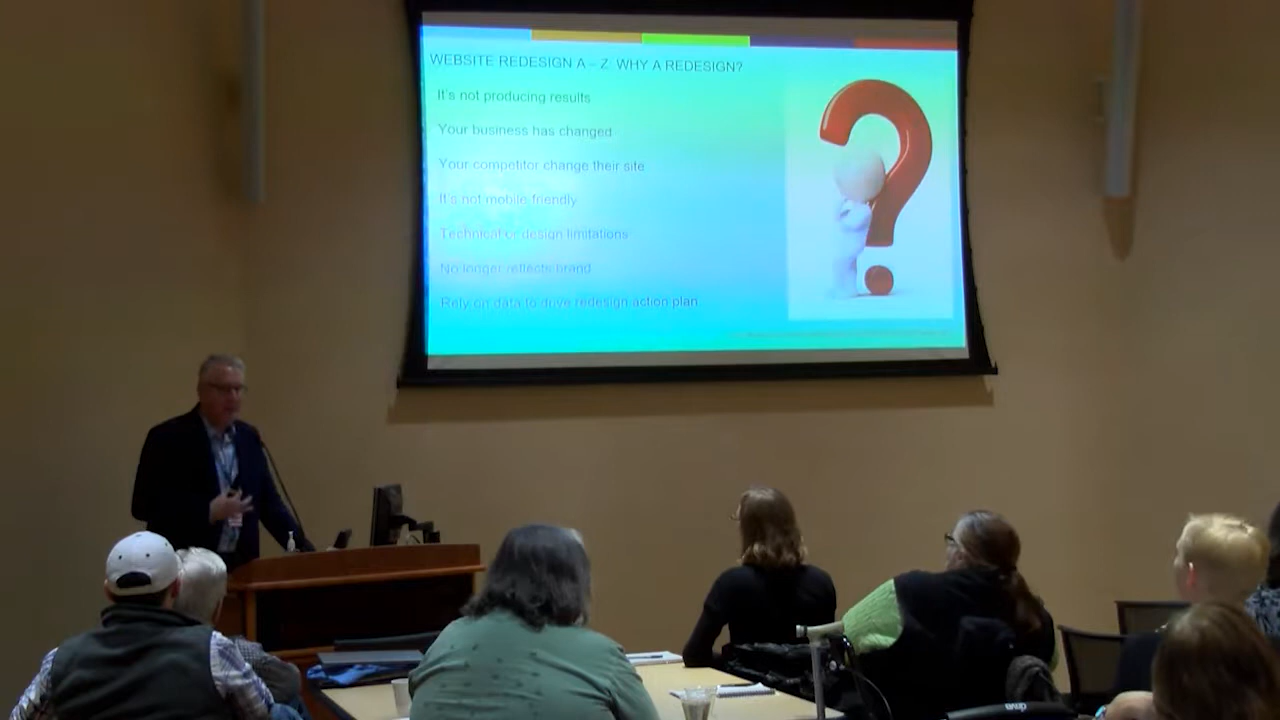 WEBSITE REDESIGN A – Z: WHY A REDESIGN?
It's not producing results
Your business has changed
Your competitor change their site
It's not mobile friendly
Technical or design limitations
No longer reflects brand
Rely on data to drive redesign action plan